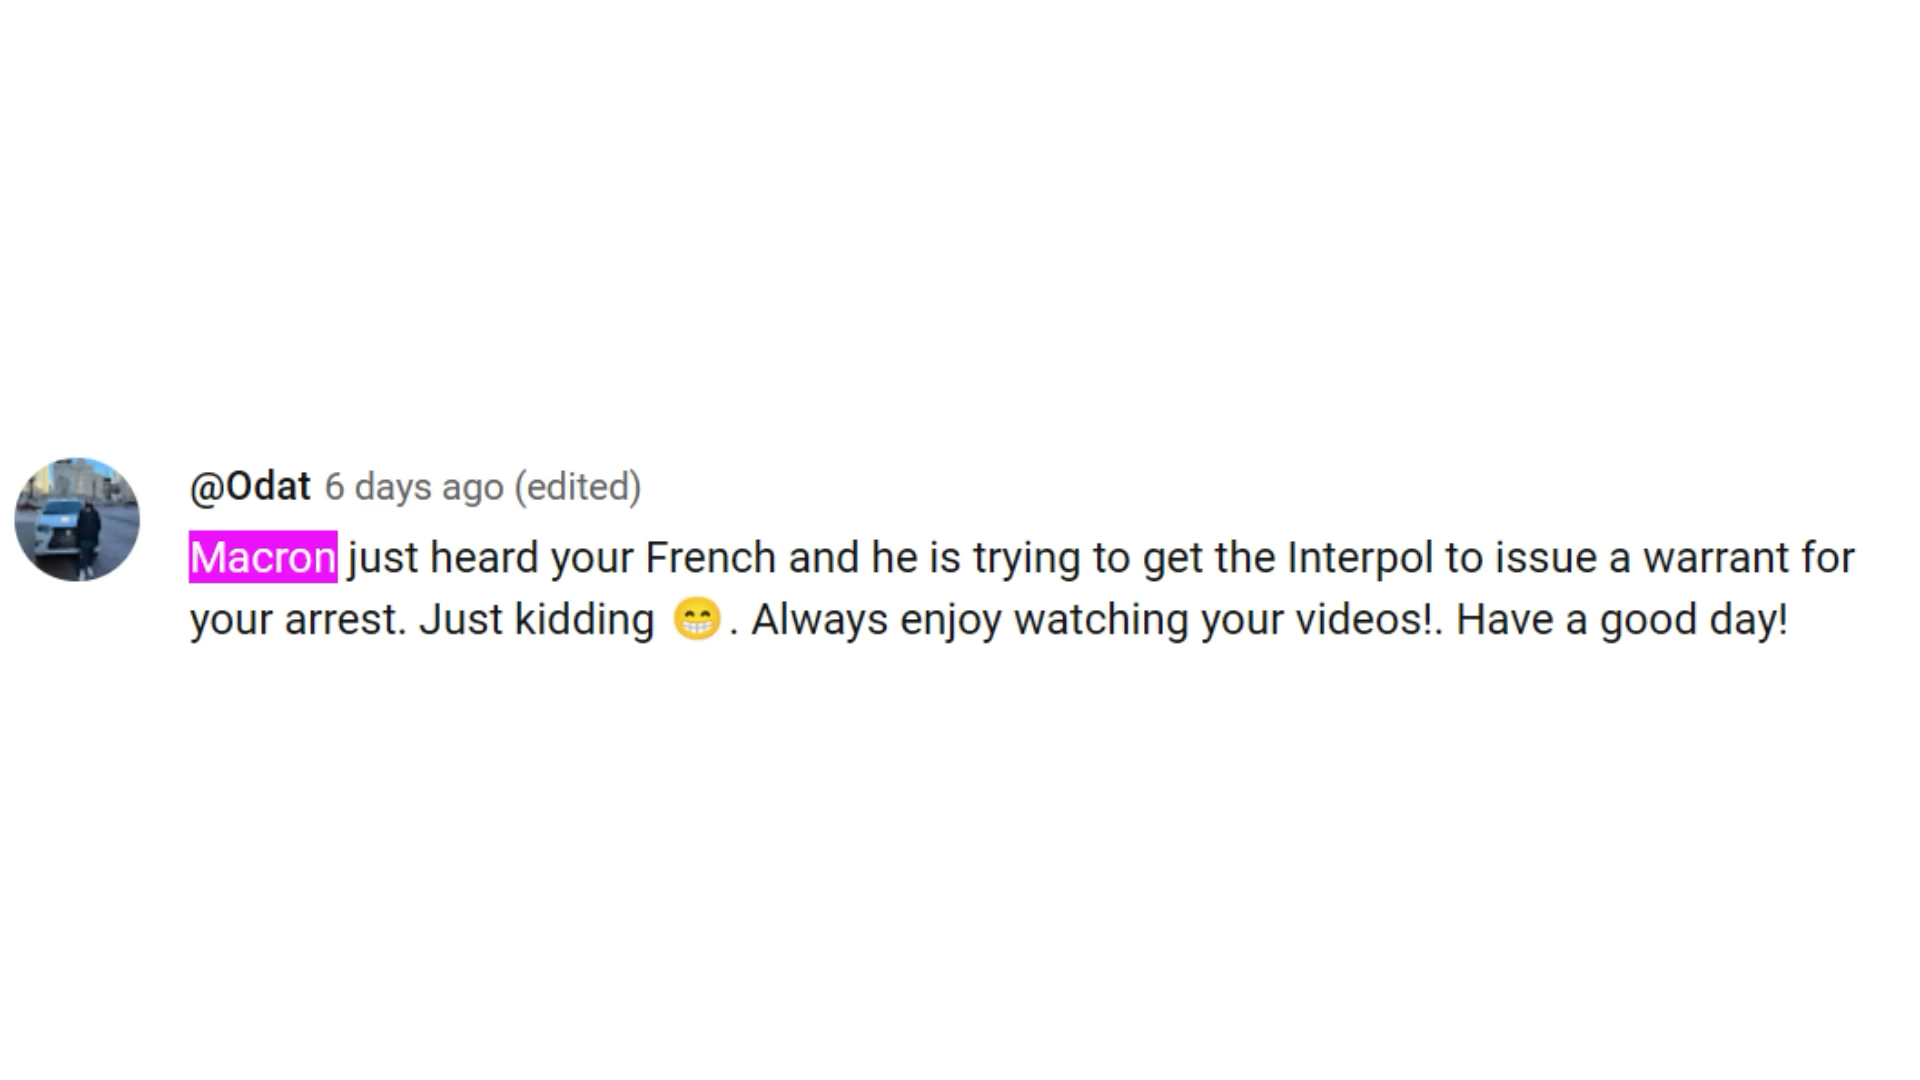 @Odat 6 days ago (edited)
Macron just heard your French and he is trying to get the Interpol to issue a warrant for
your arrest. Just kidding 😁. Always enjoy watching your videos!. Have a good day!